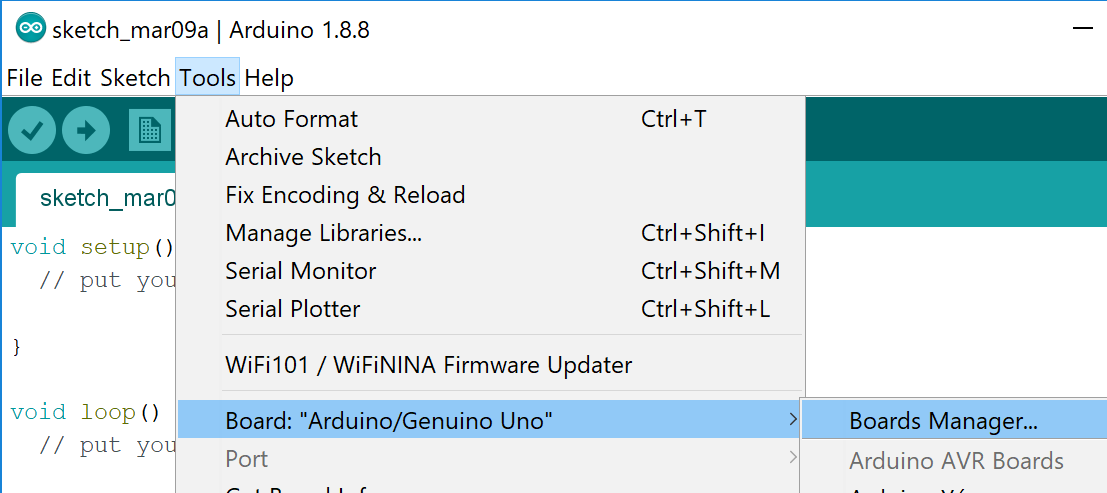 sketch_mar09a | Arduino 1.8.8
File Edit Sketch Tools Help
Auto Format Ctrl+T
Archive Sketch
Fix Encoding & Reload
Manage Libraries... Ctrl+Shift+I
Serial Monitor Ctrl+Shift+M
Serial Plotter Ctrl+Shift+L
WiFi101 / WiFiNINA Firmware Updater
Board: "Arduino/Genuino Uno"
Port
Boards Manager...
Arduino AVR Boards
sketch_mar0
void setup()
// put you
}
void loop()
// put you